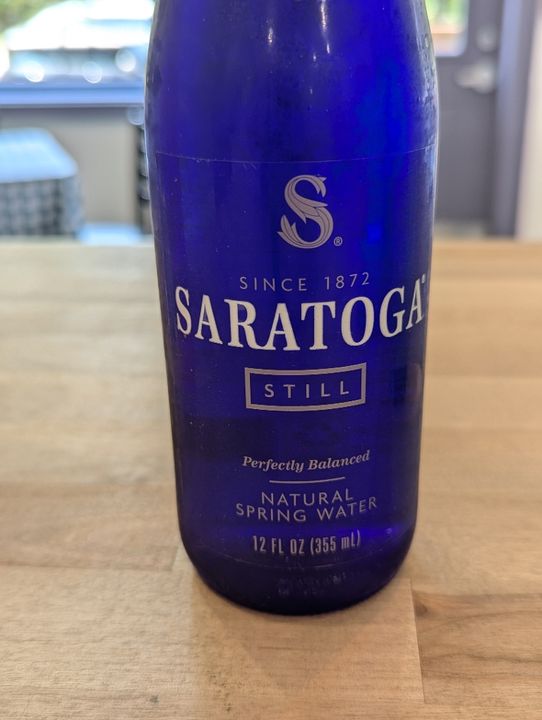 S®
SINCE 1872
SARATOGA®
STILL
Perfectly Balanced
NATURAL
SPRING WATER
12 FL OZ (355 mL)